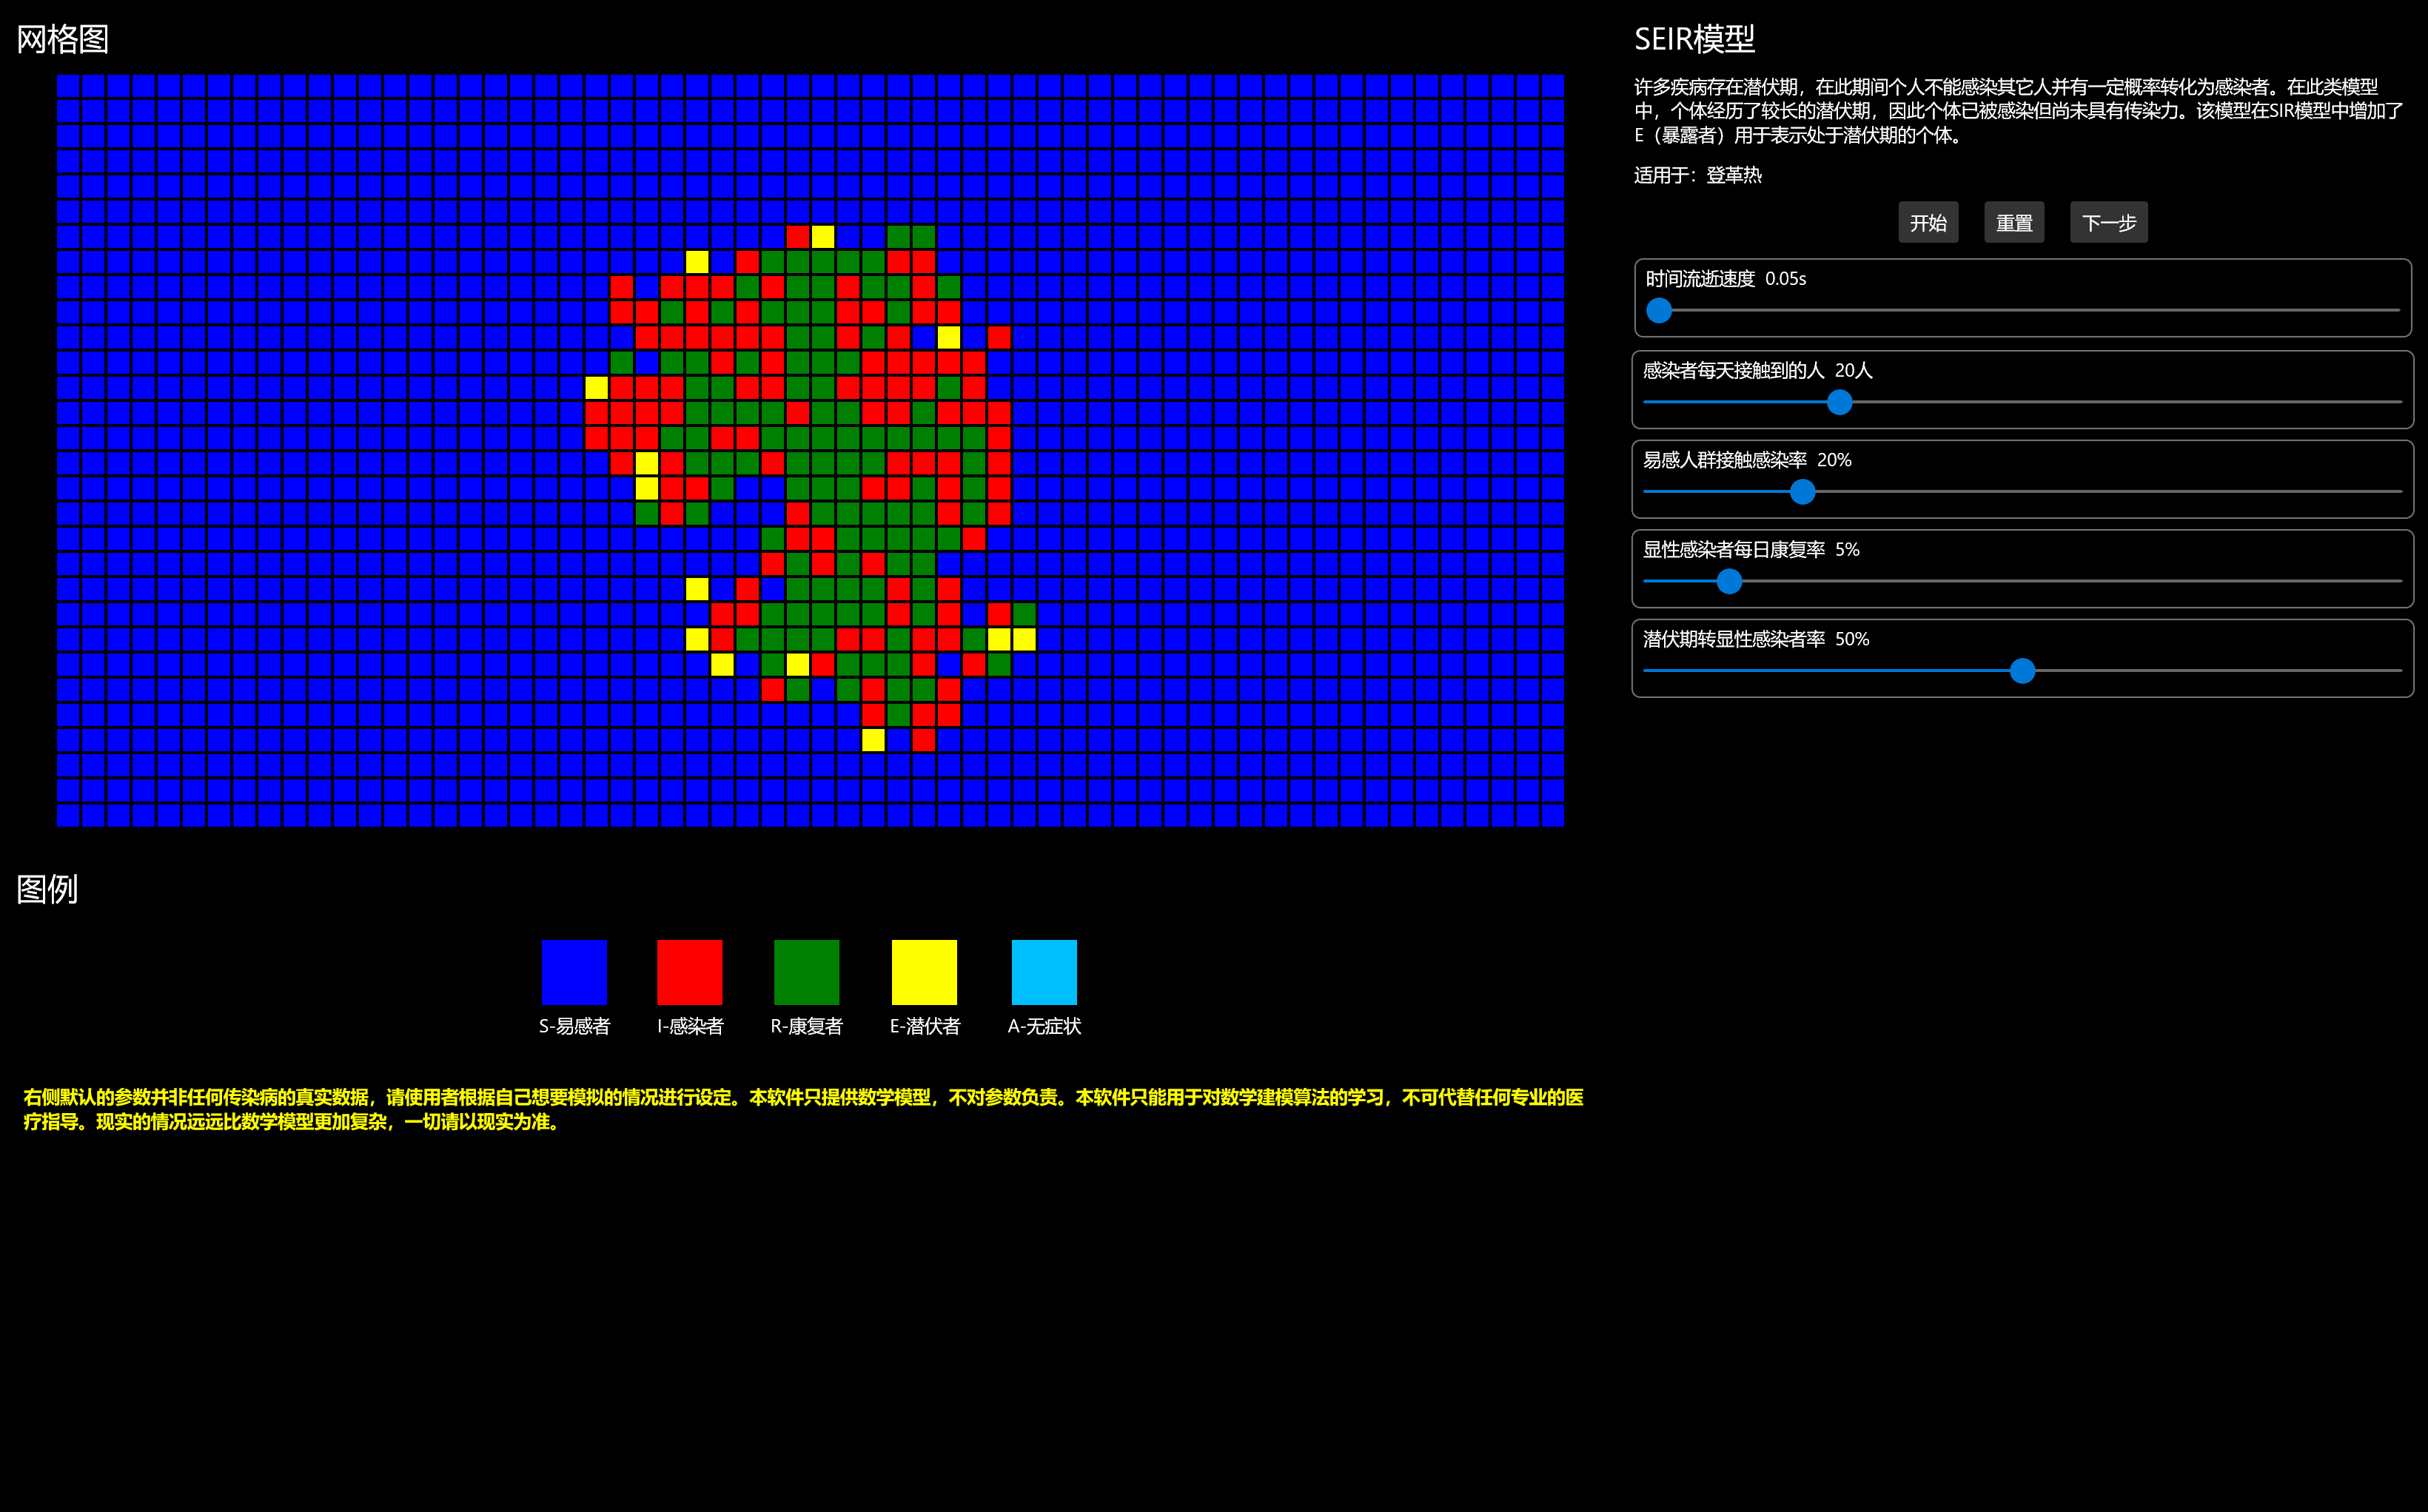 网格图
SEIR模型
许多疾病存在潜伏期，在此期间个人不能感染其它人并有一定概率转化为感染者。在此类模型
中，个体经历了较长的潜伏期，因此个体已被感染但尚未具有传染力。该模型在SIR模型中增加了
E（暴露者）用于表示处于潜伏期的个体。
适用于：登革热
开始 重置 下一步
时间流逝速度 0.05s
感染者每天接触到的人 20人
易感人群接触感染率 20%
显性感染者每日康复率 5%
潜伏期转显性感染者率 50%
图例
S-易感者 I-感染者 R-康复者 E-潜伏者 A-无症状
右侧默认的参数并非任何传染病的真实数据，请使用者根据自己想要模拟的情况进行设定。本软件只提供数学模型，不对参数负责。本软件只能用于对数学建模算法的学习，不可代替任何专业的医
疗指导。现实的情况远远比数学模型更加复杂，一切请以现实为准。